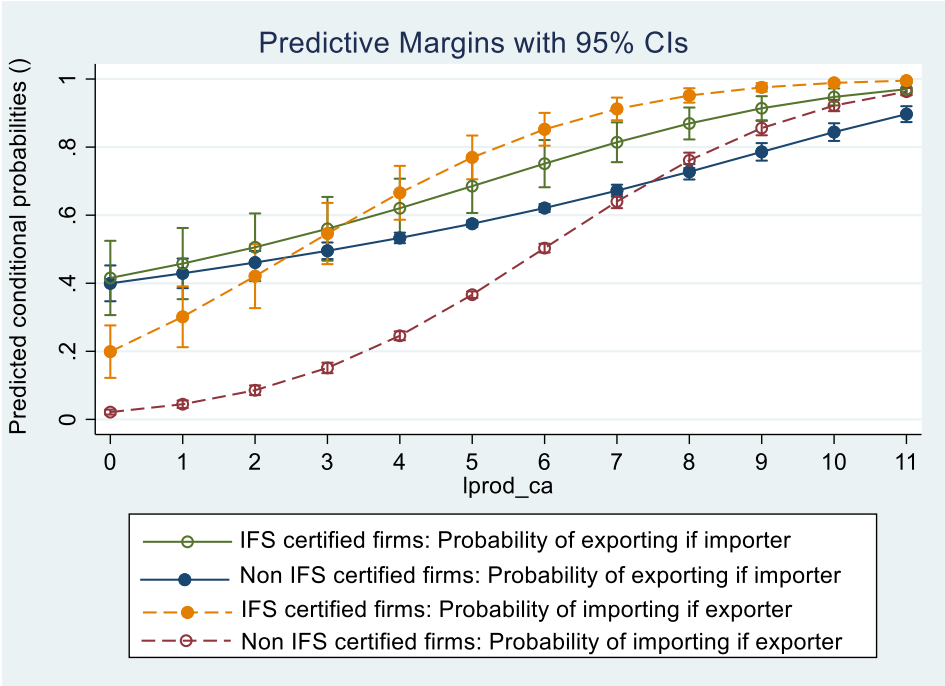 Predictive Margins with 95% CIs
Predicted conditional probabilities ()
1
.8
.6
.4
.2
0
0 1 2 3 4 5 6 7 8 9 10 11
lprod_ca
IFS certified firms: Probability of exporting if importer
Non IFS certified firms: Probability of exporting if importer
IFS certified firms: Probability of importing if exporter
Non IFS certified firms: Probability of importing if exporter